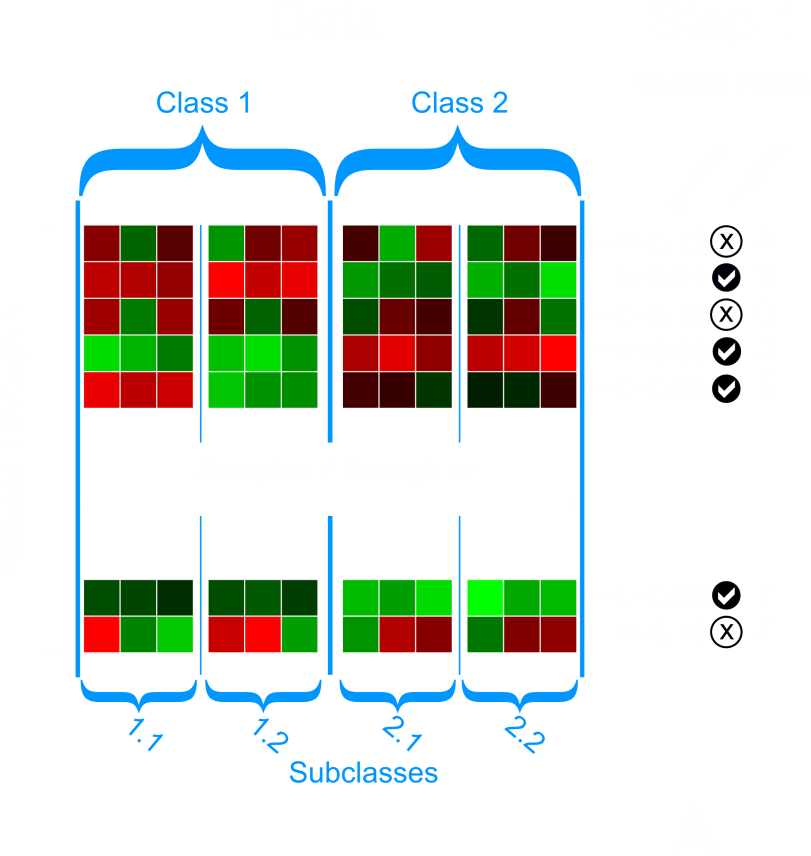 Class 1 Class 2
X
X
X
1.1 1.2 2.1 2.2
Subclasses